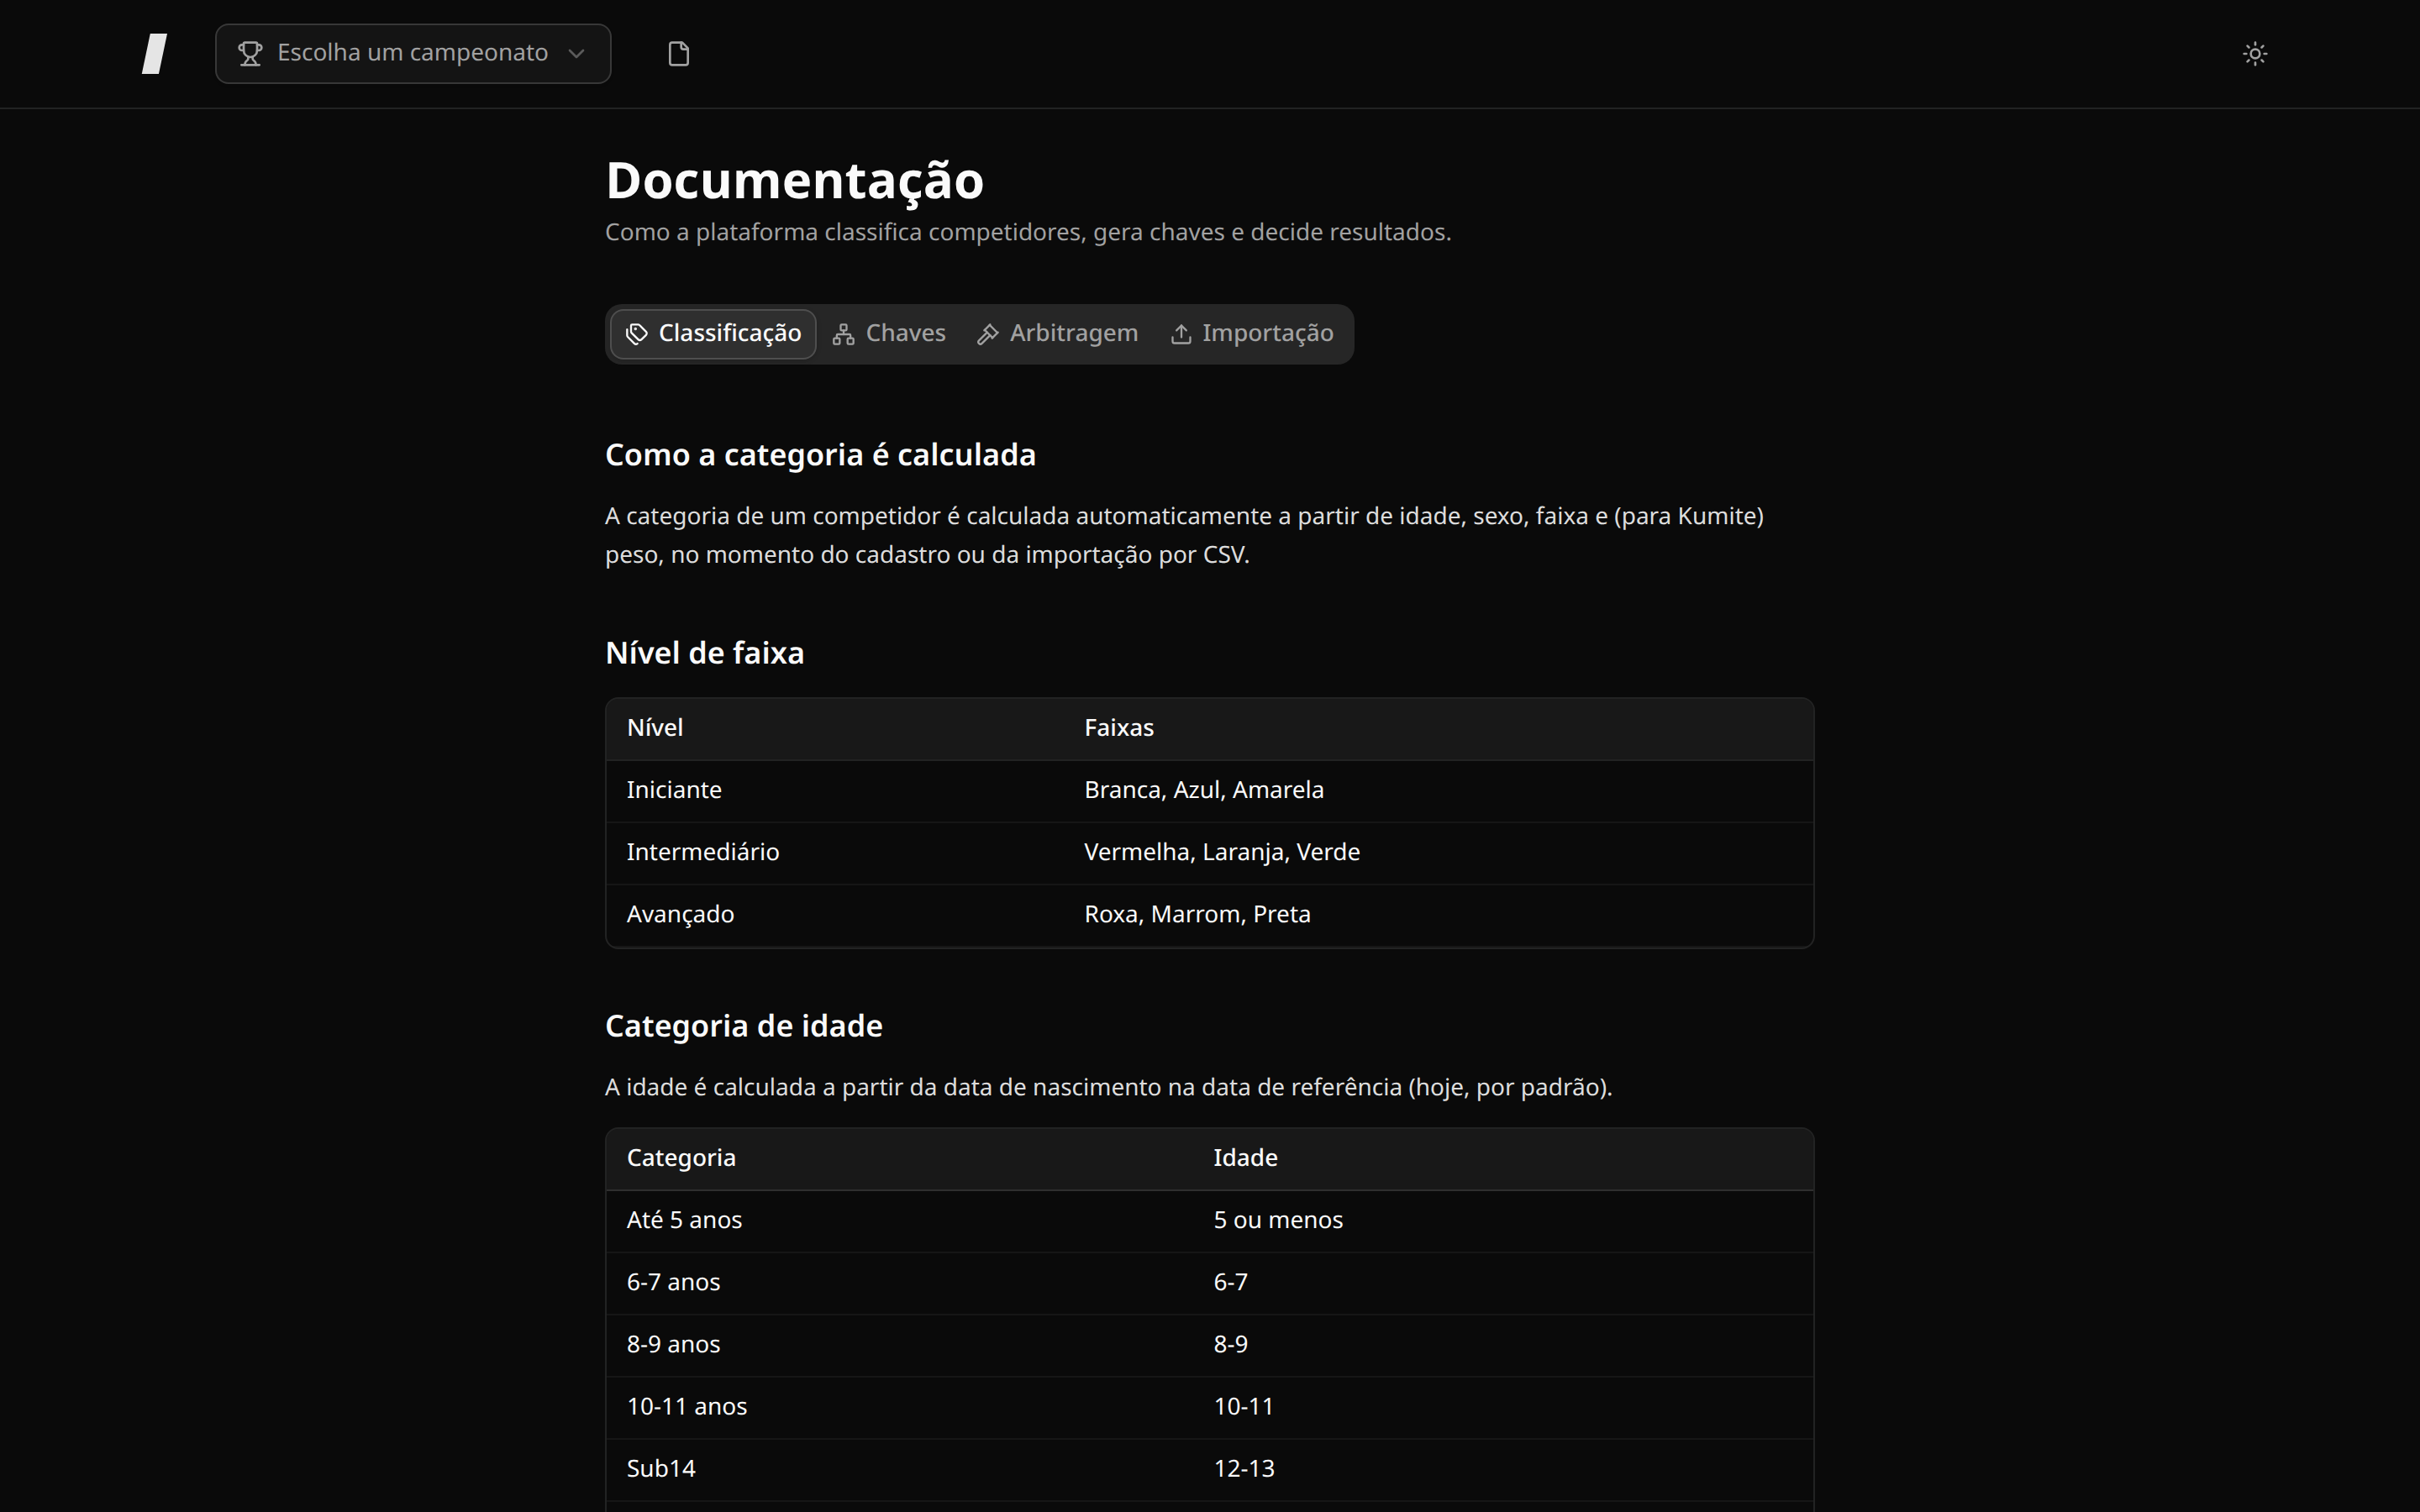 Escolha um campeonato
Documentação
Como a plataforma classifica competidores, gera chaves e decide resultados.
Classificação Chaves Arbitragem Importação
Como a categoria é calculada
A categoria de um competidor é calculada automaticamente a partir de idade, sexo, faixa e (para Kumite)
peso, no momento do cadastro ou da importação por CSV.
Nível de faixa
Nível Faixas
Iniciante Branca, Azul, Amarela
Intermediário Vermelha, Laranja, Verde
Avançado Roxa, Marrom, Preta
Categoria de idade
A idade é calculada a partir da data de nascimento na data de referência (hoje, por padrão).
Categoria Idade
Até 5 anos 5 ou menos
6-7 anos 6-7
8-9 anos 8-9
10-11 anos 10-11
Sub14 12-13